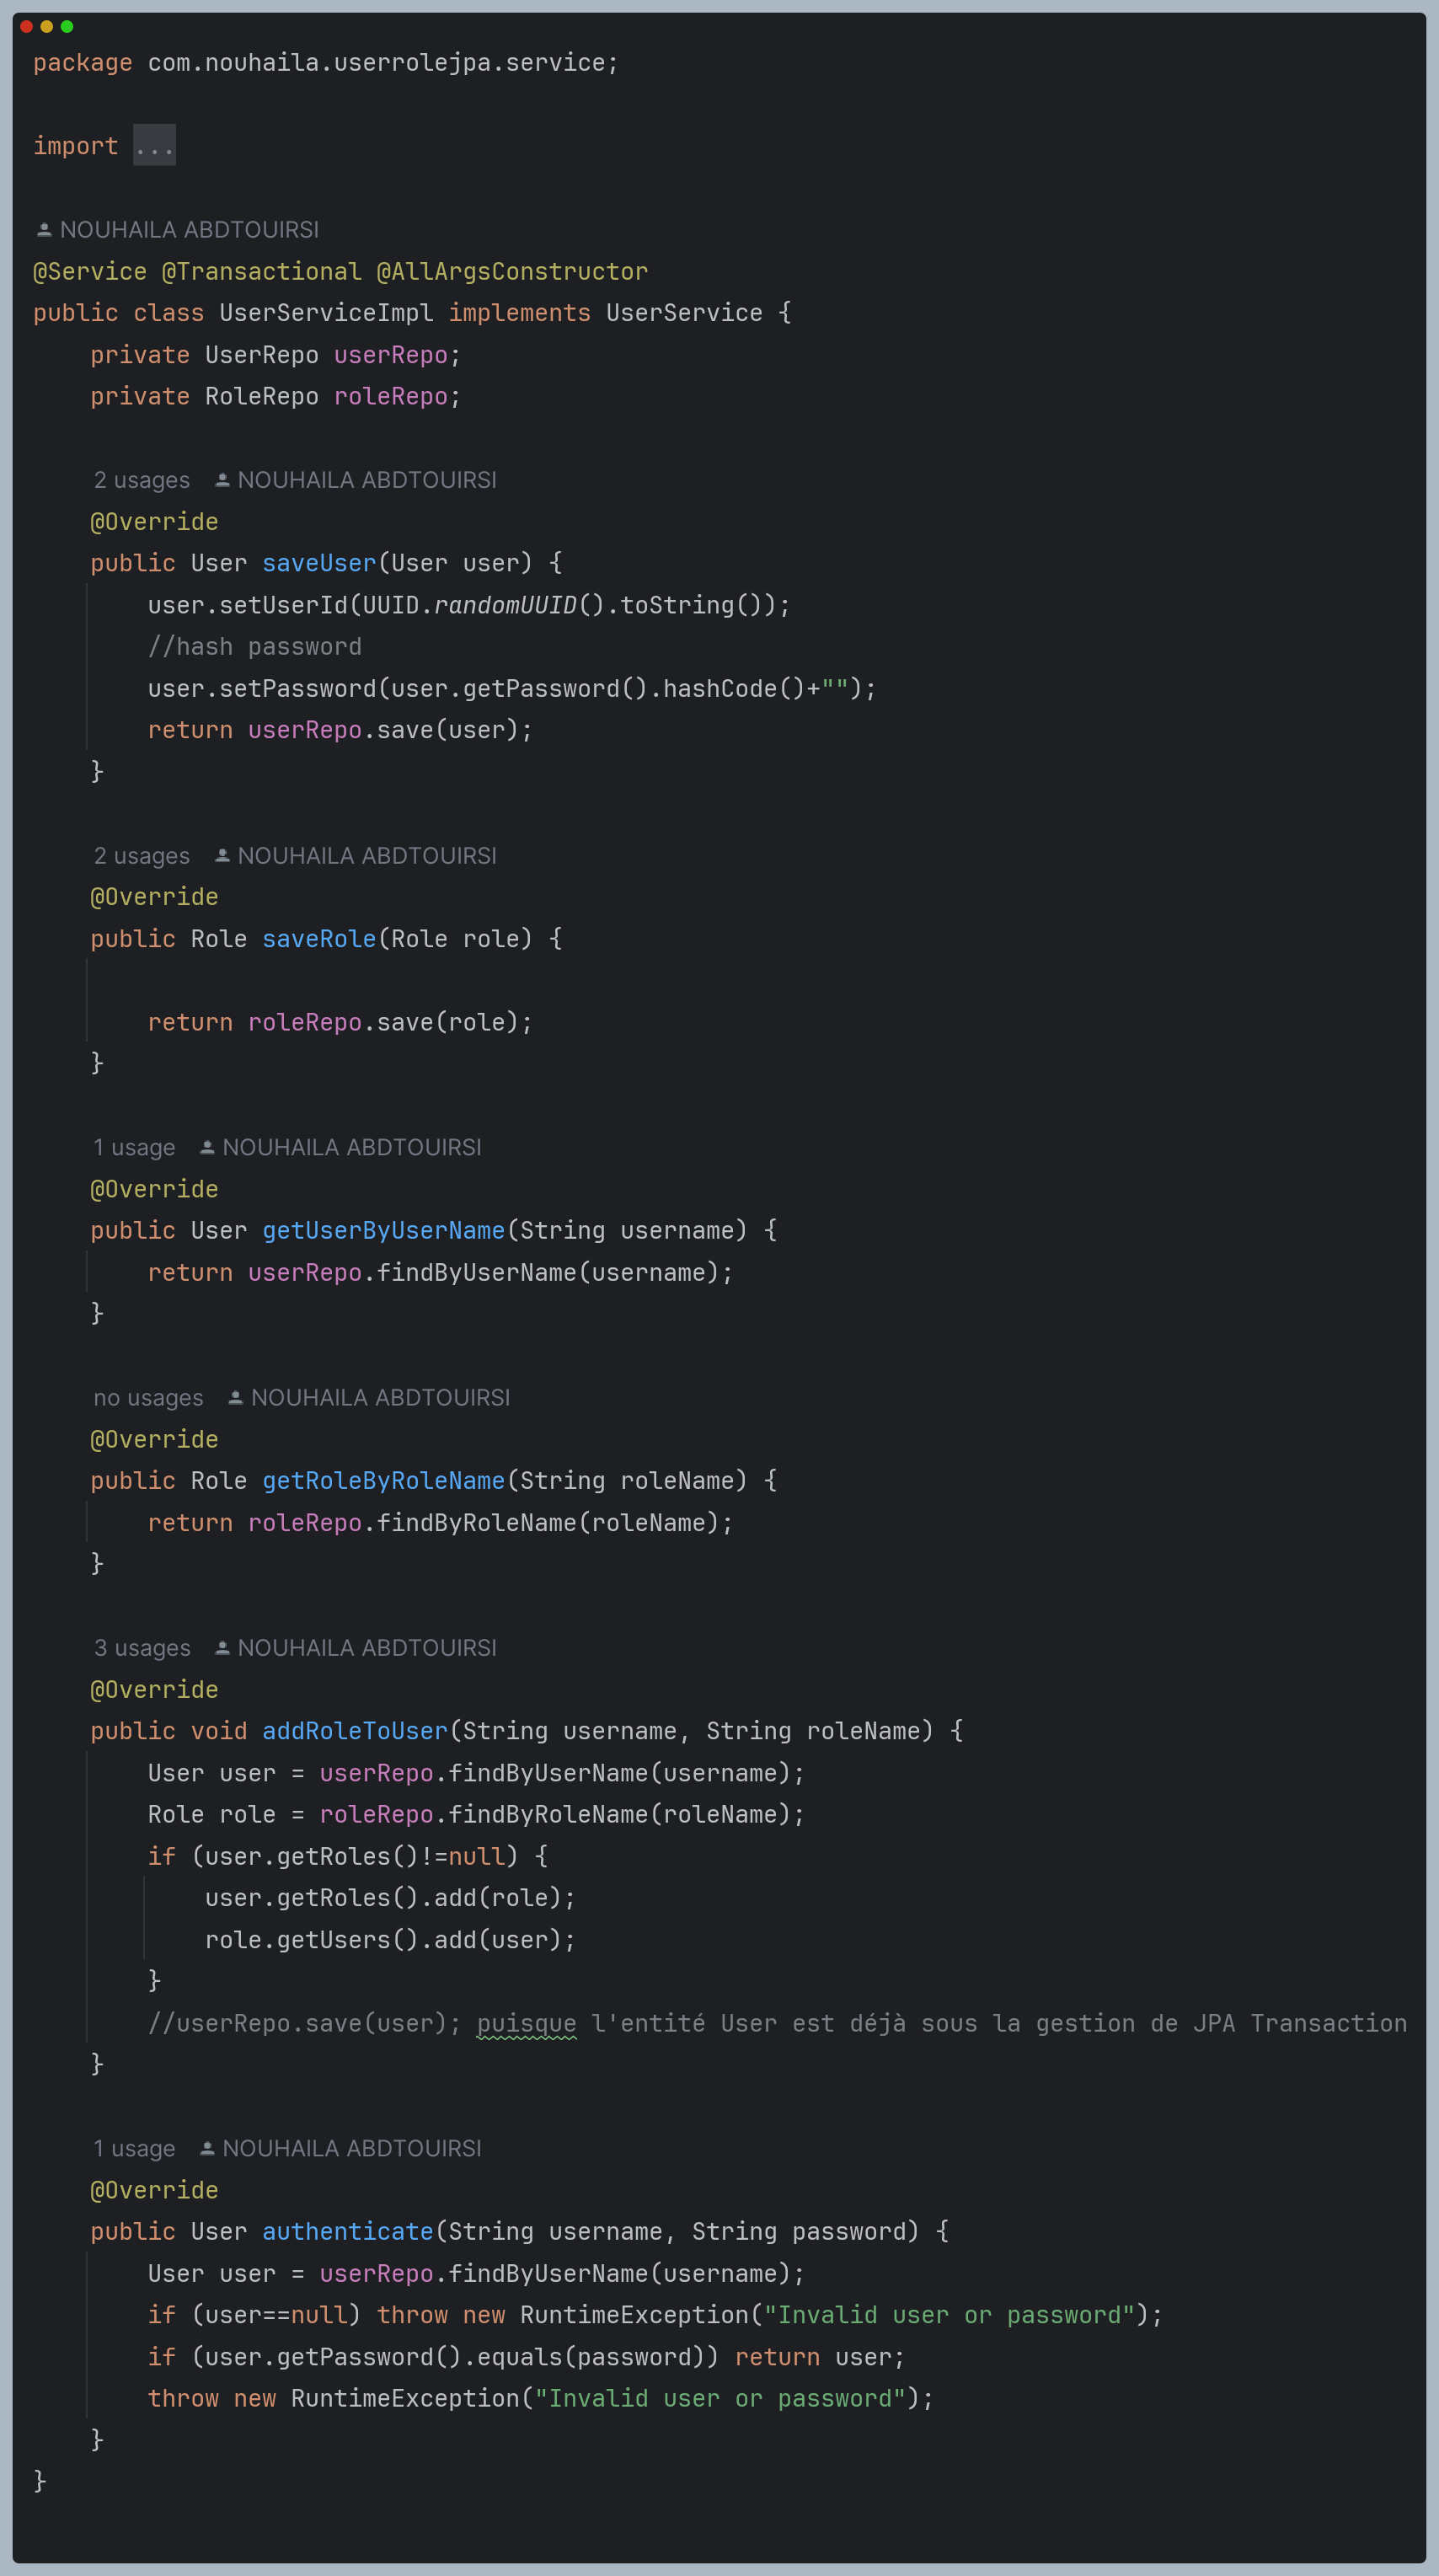 package com.nouhaila.userrolejpa.service;
import ...
NOUHAILA ABDTOUIRSI
@Service @Transactional @AllArgsConstructor
public class UserServiceImpl implements UserService {
    private UserRepo userRepo;
    private RoleRepo roleRepo;
    2 usages NOUHAILA ABDTOUIRSI
    @Override
    public User saveUser(User user) {
        user.setUserId(UUID.randomUUID().toString());
        //hash password
        user.setPassword(user.getPassword().hashCode()+"");
        return userRepo.save(user);
    }
    2 usages NOUHAILA ABDTOUIRSI
    @Override
    public Role saveRole(Role role) {
        return roleRepo.save(role);
    }
    1 usage NOUHAILA ABDTOUIRSI
    @Override
    public User getUserByUserName(String username) {
        return userRepo.findByUserName(username);
    }
    no usages NOUHAILA ABDTOUIRSI
    @Override
    public Role getRoleByRoleName(String roleName) {
        return roleRepo.findByRoleName(roleName);
    }
    3 usages NOUHAILA ABDTOUIRSI
    @Override
    public void addRoleToUser(String username, String roleName) {
        User user = userRepo.findByUserName(username);
        Role role = roleRepo.findByRoleName(roleName);
        if (user.getRoles()!=null) {
            user.getRoles().add(role);
            role.getUsers().add(user);
        }
        //userRepo.save(user); puisque l'entité User est déjà sous la gestion de JPA Transaction
    }
    1 usage NOUHAILA ABDTOUIRSI
    @Override
    public User authenticate(String username, String password) {
        User user = userRepo.findByUserName(username);
        if (user==null) throw new RuntimeException("Invalid user or password");
        if (user.getPassword().equals(password)) return user;
        throw new RuntimeException("Invalid user or password");
    }
}